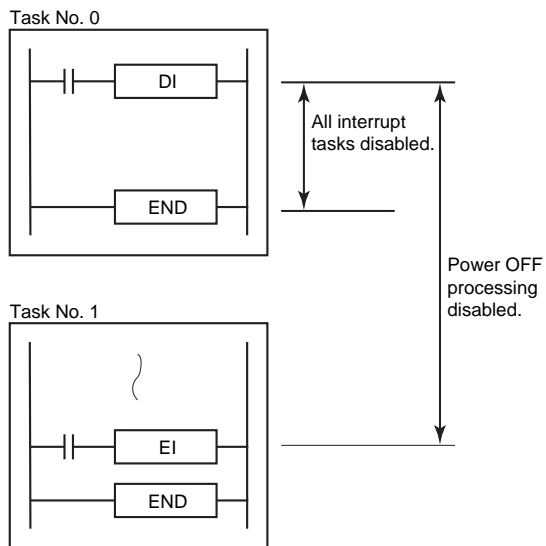 Task No. 0
DI
All interrupt
tasks disabled.
END
Power OFF
processing
disabled.
Task No. 1
EI
END